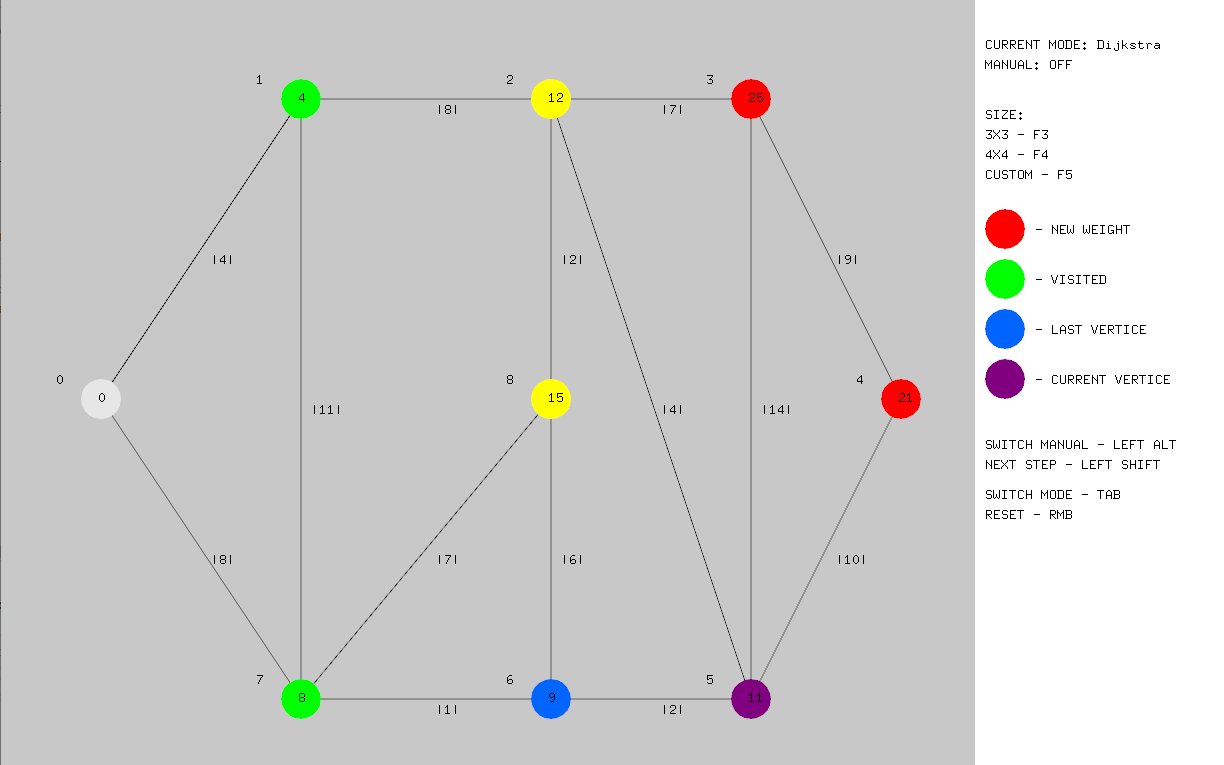 CURRENT MODE: Dijkstra
MANUAL: OFF
1
2
3
4
12
25
|8|
|7|
SIZE:
3X3 - F3
4X4 - F4
CUSTOM - F5
- NEW WEIGHT
|4|
|2|
|9|
- VISITED
- LAST VERTICE
0
8
4
- CURRENT VERTICE
0
15
21
|11|
|4|
|14|
SWITCH MANUAL - LEFT ALT
NEXT STEP - LEFT SHIFT
SWITCH MODE - TAB
RESET - RMB
|8|
|7|
|6|
|10|
7
6
5
8
9
11
|1|
|2|